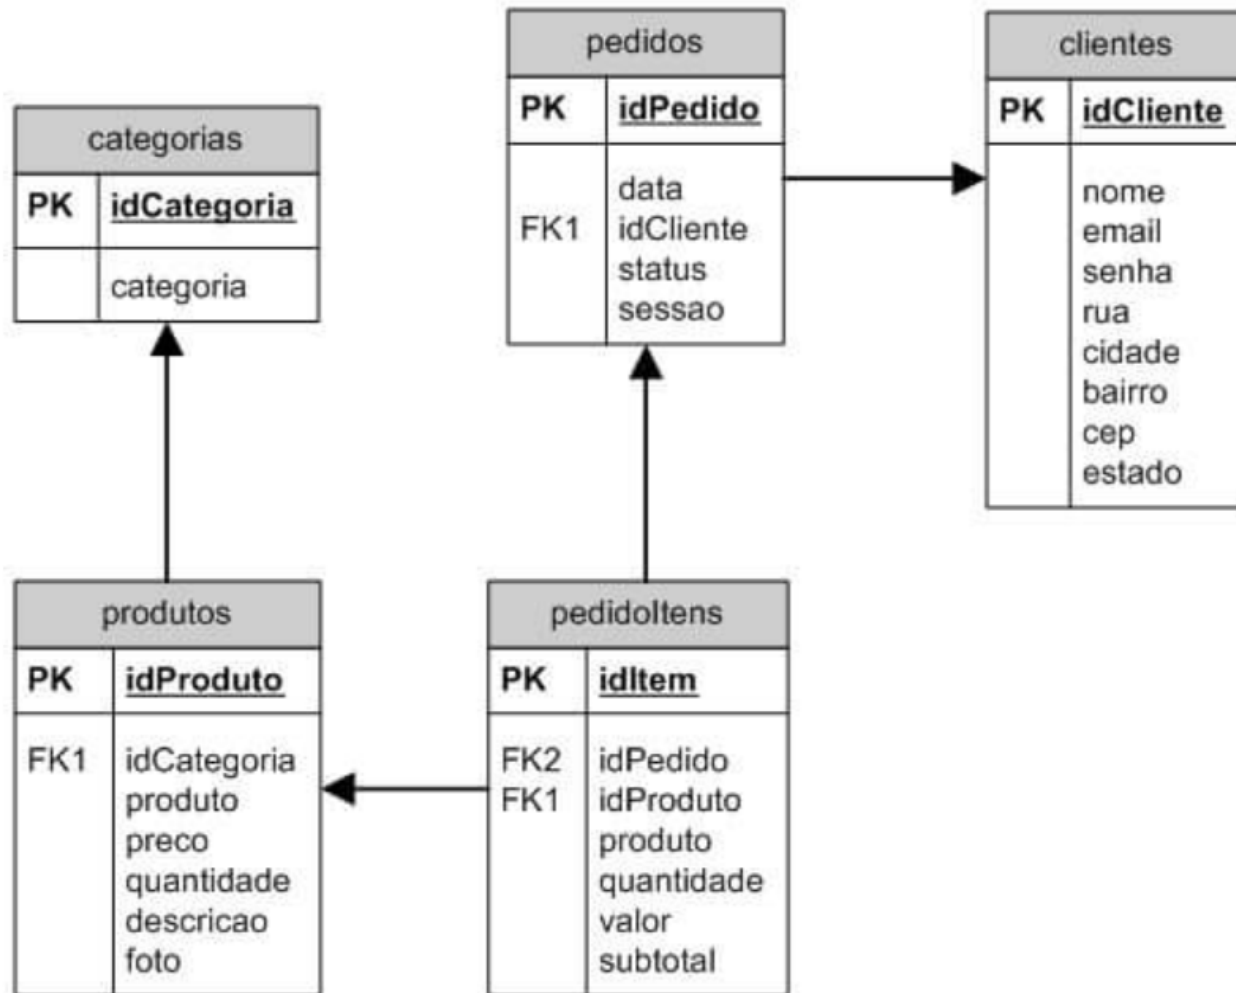 categorias
PK idCategoria
categoria
pedidos
PK idPedido
data
FK1 idCliente
status
sessao
clientes
PK idCliente
nome
email
senha
rua
cidade
bairro
cep
estado
produtos
PK idProduto
FK1 idCategoria
produto
preco
quantidade
descricao
foto
pedidoItens
PK idItem
FK2 idPedido
FK1 idProduto
produto
quantidade
valor
subtotal